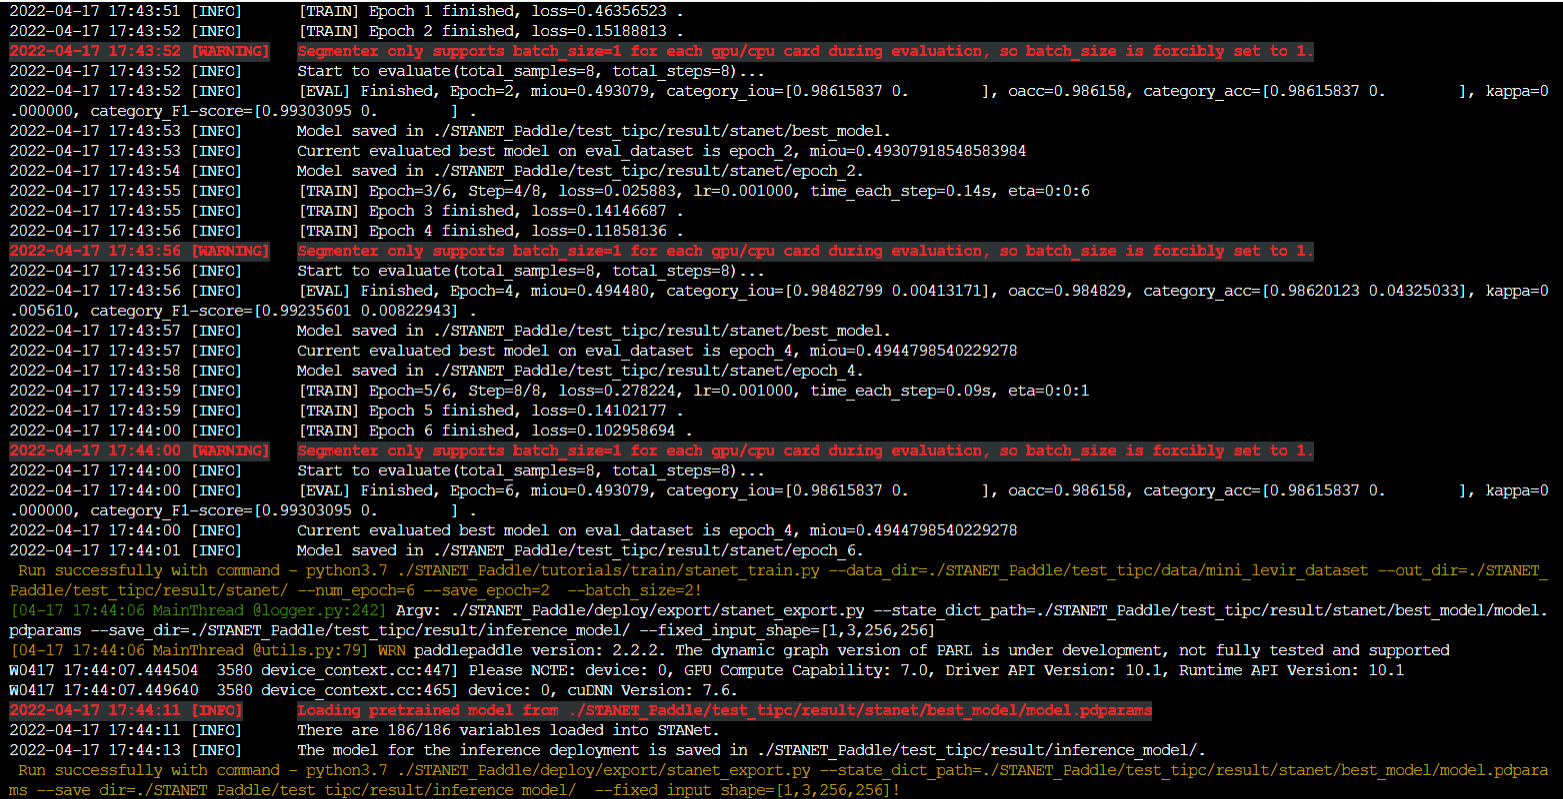 2022-04-17 17:43:51 [INFO]	[TRAIN] Epoch 1 finished, loss=0.46356523 .
2022-04-17 17:43:52 [INFO]	[TRAIN] Epoch 2 finished, loss=0.15188813 .
2022-04-17 17:43:52 [WARNING]	Segmenter only supports batch_size=1 for each gpu/cpu card during evaluation, so batch_size is forcibly set to 1.
2022-04-17 17:43:52 [INFO]	Start to evaluate(total_samples=8, total_steps=8)...
2022-04-17 17:43:52 [INFO]	[EVAL] Finished, Epoch=2, miou=0.493079, category_iou=[0.98615837 0.        ], oacc=0.986158, category_acc=[0.98615837 0.        ], kappa=0
.000000, category_F1-score=[0.99303095 0.        ] .
2022-04-17 17:43:53 [INFO]	Model saved in ./STANET_Paddle/test_tipc/result/stanet/best_model.
2022-04-17 17:43:53 [INFO]	Current evaluated best model on eval_dataset is epoch_2, miou=0.49307918548583984
2022-04-17 17:43:54 [INFO]	Model saved in ./STANET_Paddle/test_tipc/result/stanet/epoch_2.
2022-04-17 17:43:55 [INFO]	[TRAIN] Epoch=3/6, Step=4/8, loss=0.025883, lr=0.001000, time_each_step=0.14s, eta=0:0:6
2022-04-17 17:43:55 [INFO]	[TRAIN] Epoch 3 finished, loss=0.14146687 .
2022-04-17 17:43:56 [INFO]	[TRAIN] Epoch 4 finished, loss=0.11858136 .
2022-04-17 17:43:56 [WARNING]	Segmenter only supports batch_size=1 for each gpu/cpu card during evaluation, so batch_size is forcibly set to 1.
2022-04-17 17:43:56 [INFO]	Start to evaluate(total_samples=8, total_steps=8)...
2022-04-17 17:43:56 [INFO]	[EVAL] Finished, Epoch=4, miou=0.494480, category_iou=[0.98482799 0.00413171], oacc=0.984829, category_acc=[0.98620123 0.04325033], kappa=0
.005610, category_F1-score=[0.99235601 0.00822943] .
2022-04-17 17:43:57 [INFO]	Model saved in ./STANET_Paddle/test_tipc/result/stanet/best_model.
2022-04-17 17:43:57 [INFO]	Current evaluated best model on eval_dataset is epoch_4, miou=0.4944798540229278
2022-04-17 17:43:58 [INFO]	Model saved in ./STANET_Paddle/test_tipc/result/stanet/epoch_4.
2022-04-17 17:43:59 [INFO]	[TRAIN] Epoch=5/6, Step=8/8, loss=0.278224, lr=0.001000, time_each_step=0.09s, eta=0:0:1
2022-04-17 17:43:59 [INFO]	[TRAIN] Epoch 5 finished, loss=0.14102177 .
2022-04-17 17:44:00 [INFO]	[TRAIN] Epoch 6 finished, loss=0.102958694 .
2022-04-17 17:44:00 [WARNING]	Segmenter only supports batch_size=1 for each gpu/cpu card during evaluation, so batch_size is forcibly set to 1.
2022-04-17 17:44:00 [INFO]	Start to evaluate(total_samples=8, total_steps=8)...
2022-04-17 17:44:00 [INFO]	[EVAL] Finished, Epoch=6, miou=0.493079, category_iou=[0.98615837 0.        ], oacc=0.986158, category_acc=[0.98615837 0.        ], kappa=0
.000000, category_F1-score=[0.99303095 0.        ] .
2022-04-17 17:44:00 [INFO]	Current evaluated best model on eval_dataset is epoch_4, miou=0.4944798540229278
2022-04-17 17:44:01 [INFO]	Model saved in ./STANET_Paddle/test_tipc/result/stanet/epoch_6.
Run successfully with command - python3.7 ./STANET_Paddle/tutorials/train/stanet_train.py --data_dir=./STANET_Paddle/test_tipc/data/mini_levir_dataset --out_dir=./STANET_
Paddle/test_tipc/result/stanet/ --num_epoch=6 --save_epoch=2  --batch_size=2!
[04-17 17:44:06 MainThread @logger.py:242] Argv: ./STANET_Paddle/deploy/export/stanet_export.py --state_dict_path=./STANET_Paddle/test_tipc/result/stanet/best_model/model.
pdparams --save_dir=./STANET_Paddle/test_tipc/result/inference_model/ --fixed_input_shape=[1,3,256,256]
[04-17 17:44:06 MainThread @utils.py:79] WRN paddlepaddle version: 2.2.2. The dynamic graph version of PARL is under development, not fully tested and supported
W0417 17:44:07.444504  3580 device_context.cc:447] Please NOTE: device: 0, GPU Compute Capability: 7.0, Driver API Version: 10.1, Runtime API Version: 10.1
W0417 17:44:07.449640  3580 device_context.cc:465] device: 0, cuDNN Version: 7.6.
2022-04-17 17:44:11 [INFO]	Loading pretrained model from ./STANET_Paddle/test_tipc/result/stanet/best_model/model.pdparams
2022-04-17 17:44:11 [INFO]	There are 186/186 variables loaded into STANet.
2022-04-17 17:44:13 [INFO]	The model for the inference deployment is saved in ./STANET_Paddle/test_tipc/result/inference_model/.
Run successfully with command - python3.7 ./STANET_Paddle/deploy/export/stanet_export.py --state_dict_path=./STANET_Paddle/test_tipc/result/stanet/best_model/model.pdpara
ms --save_dir=./STANET_Paddle/test_tipc/result/inference_model/  --fixed_input_shape=[1,3,256,256]!